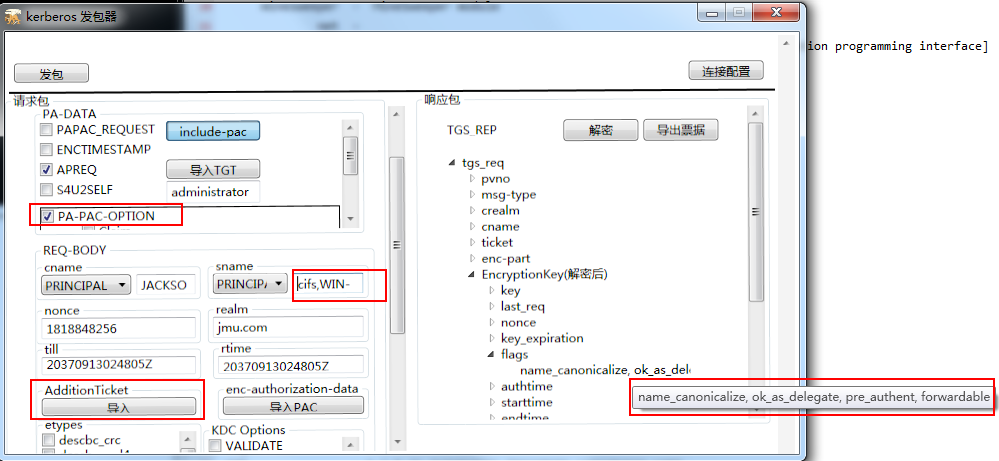 kerberos 发包器
ion programming interface]
发包
连接配置
请求包
PA-DATA
PAPAC_REQUEST
include-pac
ENCTIMESTAMP
APREQ
导入TGT
S4U2SELF
administrator
PA-PAC-OPTION
REQ-BODY
cname
PRINCIPAL
JACKSO
sname
PRINCIP
cifs,WIN-
nonce
1818848256
realm
jmu.com
till
20370913024805Z
rtime
20370913024805Z
AdditionTicket
导入
enc-authorization-data
导入PAC
etypes
descbc_crc
KDC Options
VALIDATE
响应包
TGS_REP
解密
导出票据
tgs_req
pvno
msg-type
crealm
cname
ticket
enc-part
EncryptionKey(解密后)
key
last_req
nonce
key_expiration
flags
name_canonicalize, ok_as_dele
authtime
starttime
endtime
name_canonicalize, ok_as_delegate, pre_authent, forwardable